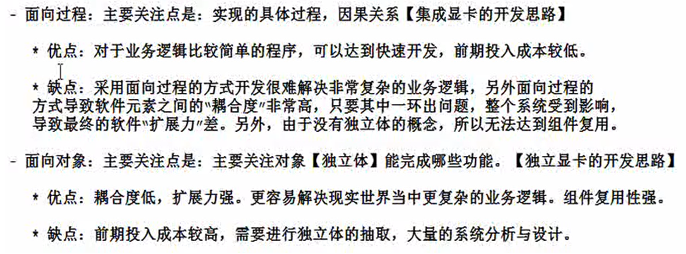 - 面向过程：主要关注点是：实现的具体过程，因果关系【集成显卡的开发思路】
* 优点：对于业务逻辑比较简单的程序，可以达到快速开发，前期投入成本较低。
* 缺点：采用面向过程的方式开发很难解决非常复杂的业务逻辑，另外面向过程的
方式导致软件元素之间的“耦合度”非常高，只要其中一环出问题，整个系统受到影响，
导致最终的软件“扩展力”差。另外，由于没有独立体的概念，所以无法达到组件复用。
- 面向对象：主要关注点是：主要关注对象【独立体】能完成哪些功能。【独立显卡的开发思路】
* 优点：耦合度低，扩展力强。更容易解决现实世界当中更复杂的业务逻辑。组件复用性强。
* 缺点：前期投入成本较高，需要进行独立体的抽取，大量的系统分析与设计。